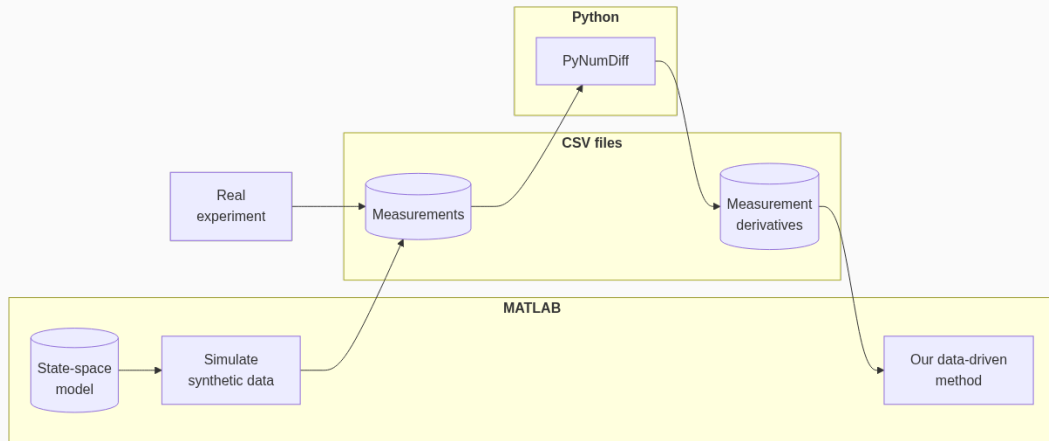 Python
PyNumDiff
CSV files
Real
experiment
Measurements
Measurement
derivatives
MATLAB
State-space
model
Simulate
synthetic data
Our data-driven
method